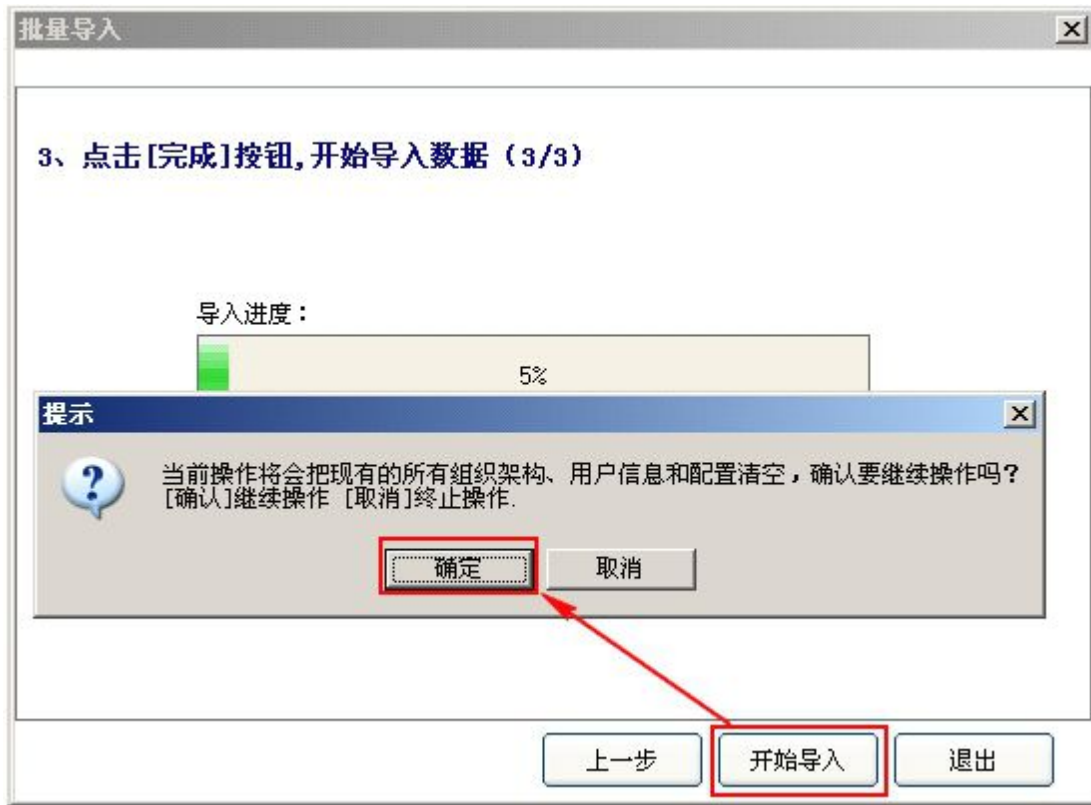 批量导入
3、点击[完成]按钮,开始导入数据（3/3）
导入进度：
5%
提示
当前操作将会把现有的所有组织架构、用户信息和配置清空，确认要继续操作吗？
[确认]继续操作 [取消]终止操作.
确定
取消
上一步
开始导入
退出